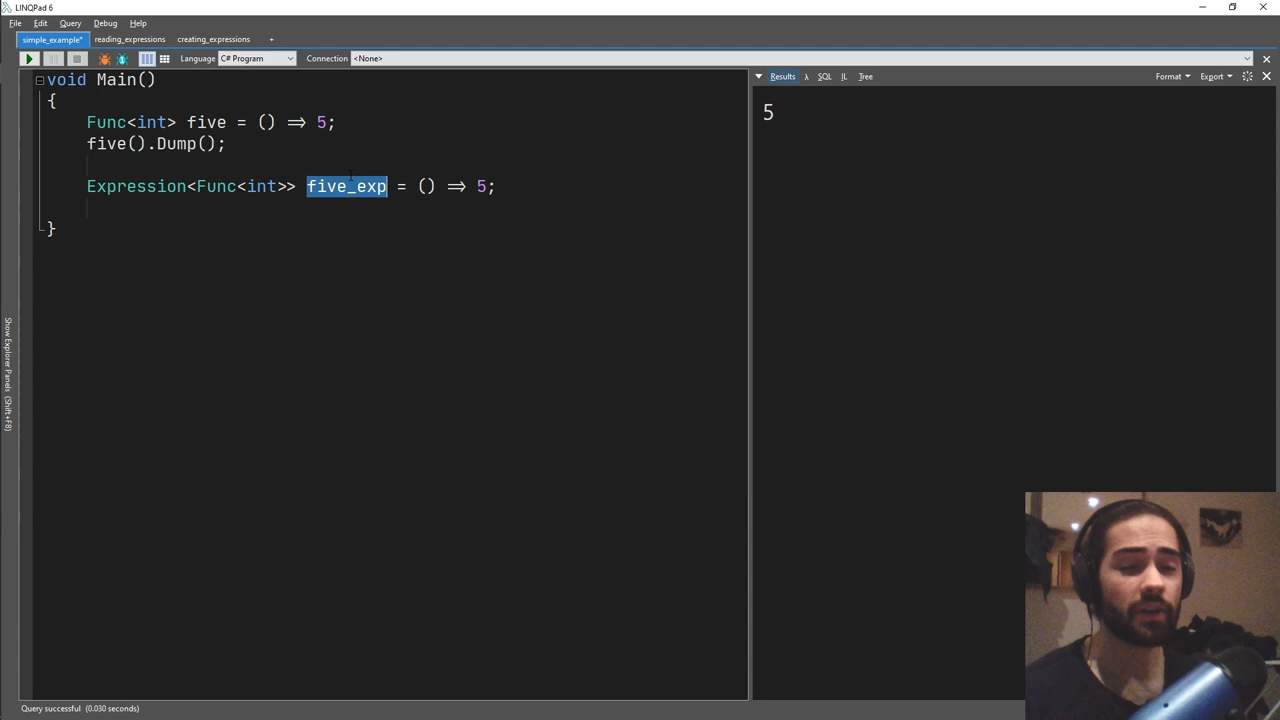 LINQPad 6
File Edit Query Debug Help
simple_example* reading_expressions creating_expressions +
Language C# Program Connection <None>
void Main()
{
Func<int> five = () => 5;
five().Dump();
Expression<Func<int>> five_exp = () => 5;
}
Show Explorer Panels (Shift+F8)
Results λ SQL IL Tree Format Export
5
Query successful (0.030 seconds)